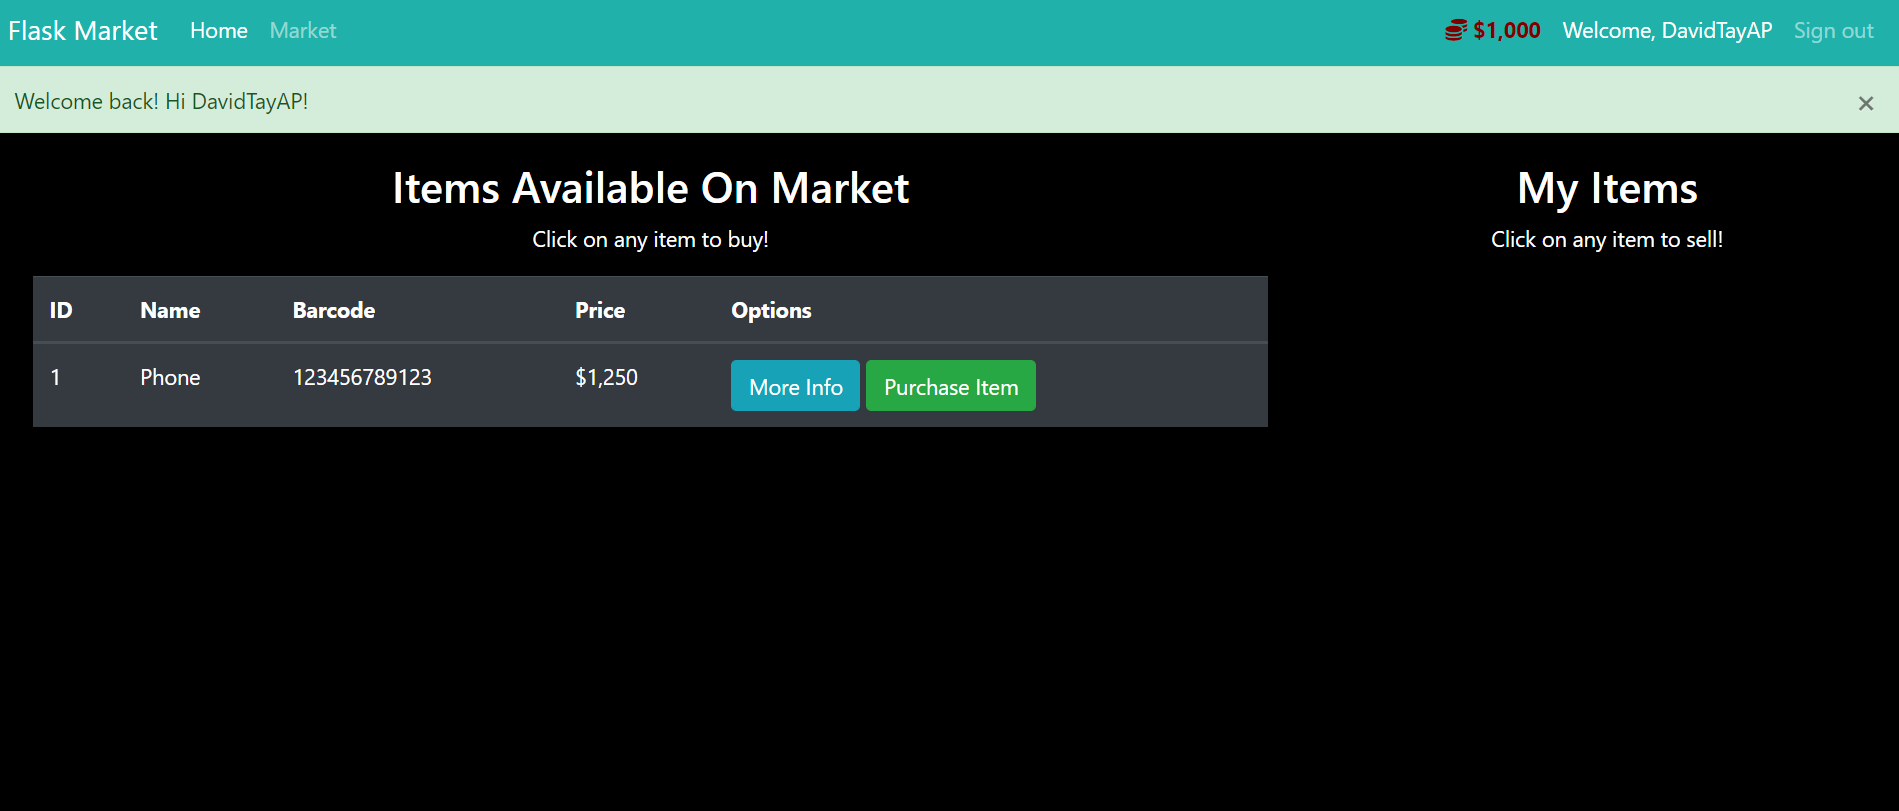 Flask Market Home Market $1,000 Welcome, DavidTayAP Sign out
Welcome back! Hi DavidTayAP! ×
Items Available On Market
Click on any item to buy!
ID Name Barcode Price Options
1 Phone 123456789123 $1,250 More Info Purchase Item
My Items
Click on any item to sell!